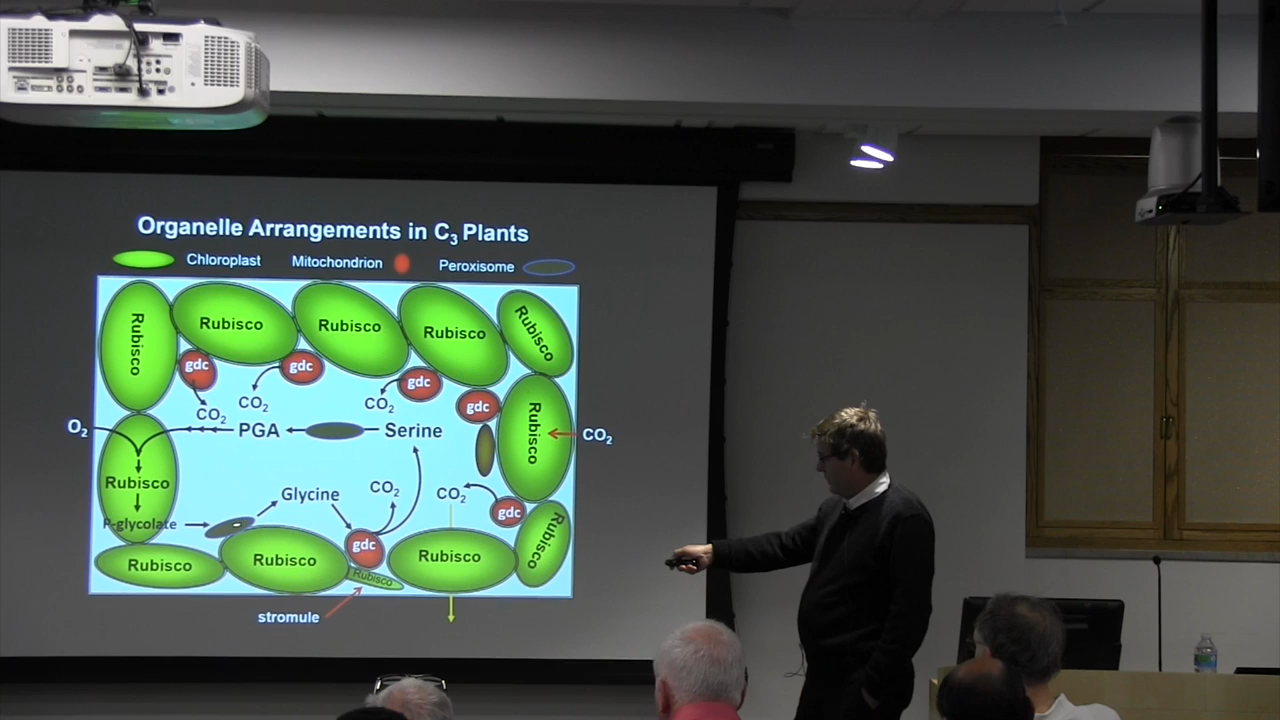 Organelle Arrangements in C3 Plants
Chloroplast Mitochondrion Peroxisome
Rubisco
Rubisco
Rubisco
Rubisco
Rubisco
gdc
gdc
gdc
gdc
CO2
CO2
CO2
O2
PGA
Serine
Rubisco
CO2
Rubisco
Glycine
CO2
CO2
gdc
P-glycolate
gdc
Rubisco
Rubisco
Rubisco
Rubisco
Rubisco
Rubisco
stromule